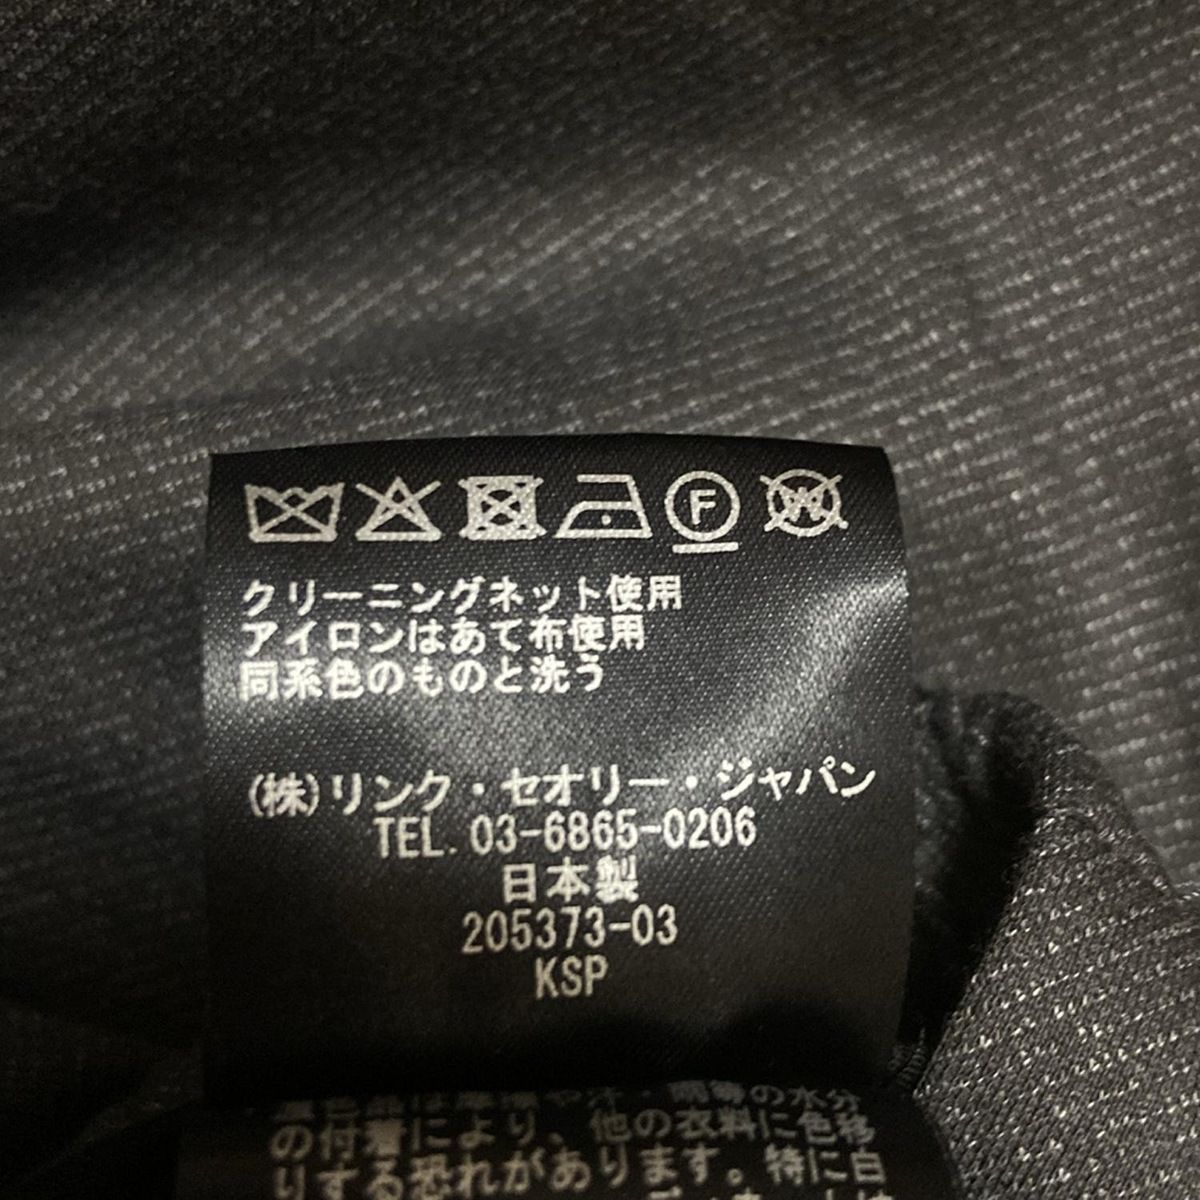 F W
クリーニングネット使用
アイロンはあて布使用
同系色のものと洗う
(株)リンク・セオリー・ジャパン
TEL. 03-6865-0206
日本製
205373-03
KSP
の水分
の付着により、他の衣料に色移
りする恐れがあります。特に白